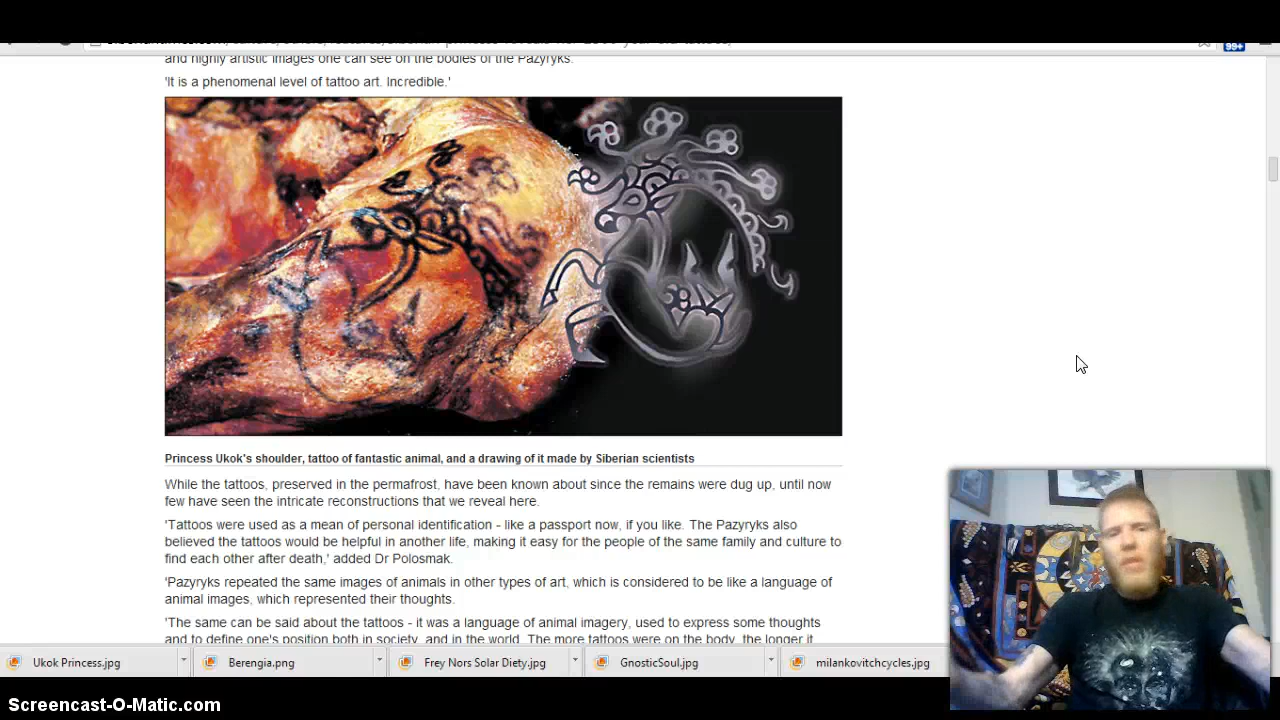 99+
and highly artistic images one can see on the bodies of the Pazyryks.
'It is a phenomenal level of tattoo art. Incredible.'
Princess Ukok's shoulder, tattoo of fantastic animal, and a drawing of it made by Siberian scientists
While the tattoos, preserved in the permafrost, have been known about since the remains were dug up, until now
few have seen the intricate reconstructions that we reveal here.
'Tattoos were used as a mean of personal identification - like a passport now, if you like. The Pazyryks also
believed the tattoos would be helpful in another life, making it easy for the people of the same family and culture to
find each other after death,' added Dr Polosmak.
'Pazyryks repeated the same images of animals in other types of art, which is considered to be like a language of
animal images, which represented their thoughts.
'The same can be said about the tattoos - it was a language of animal imagery, used to express some thoughts
and to define one's position both in society, and in the world. The more tattoos were on the body, the longer it
Ukok Princess.jpg
Berengia.png
Frey Nors Solar Diety.jpg
GnosticSoul.jpg
milankovitchcycles.jpg
Screencast-O-Matic.com